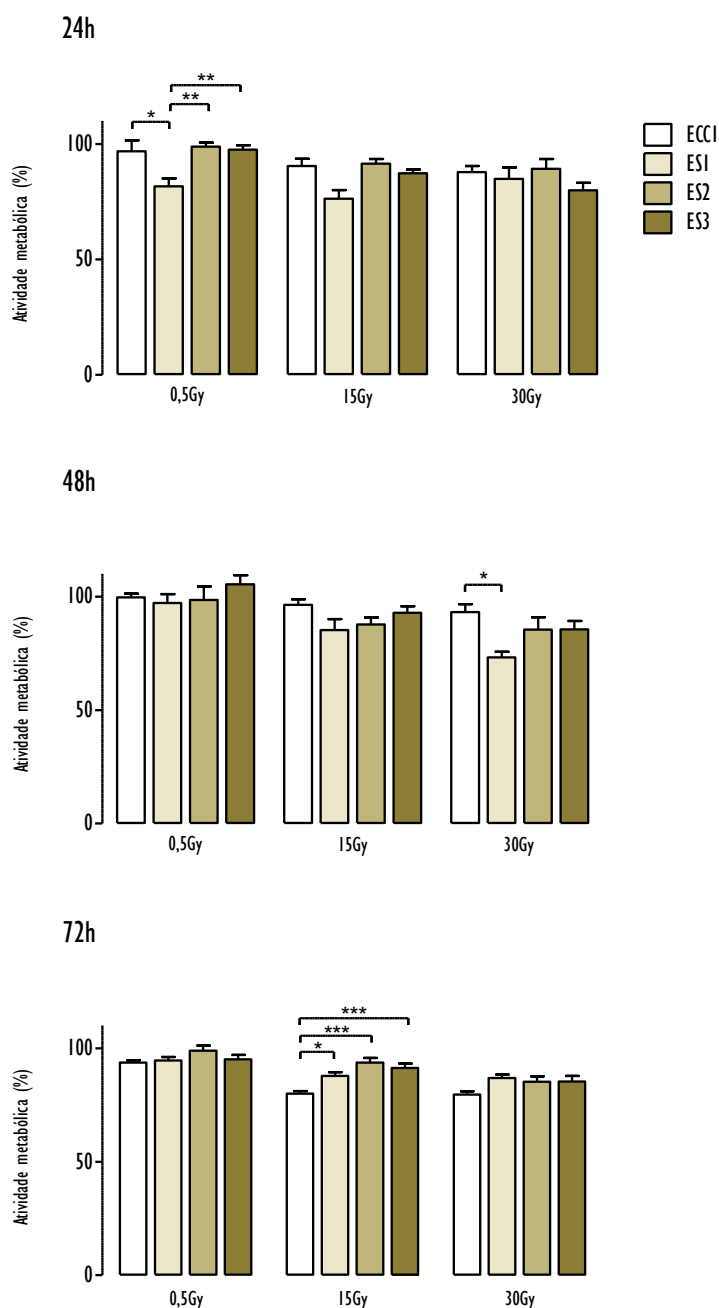 24h
**
* **
Atividade metabólica (%)
100
50
0
0,5Gy 15Gy 30Gy
ECC1
ES1
ES2
ES3
48h
*
Atividade metabólica (%)
100
50
0
0,5Gy 15Gy 30Gy
72h
***
***
*
Atividade metabólica (%)
100
50
0
0,5Gy 15Gy 30Gy